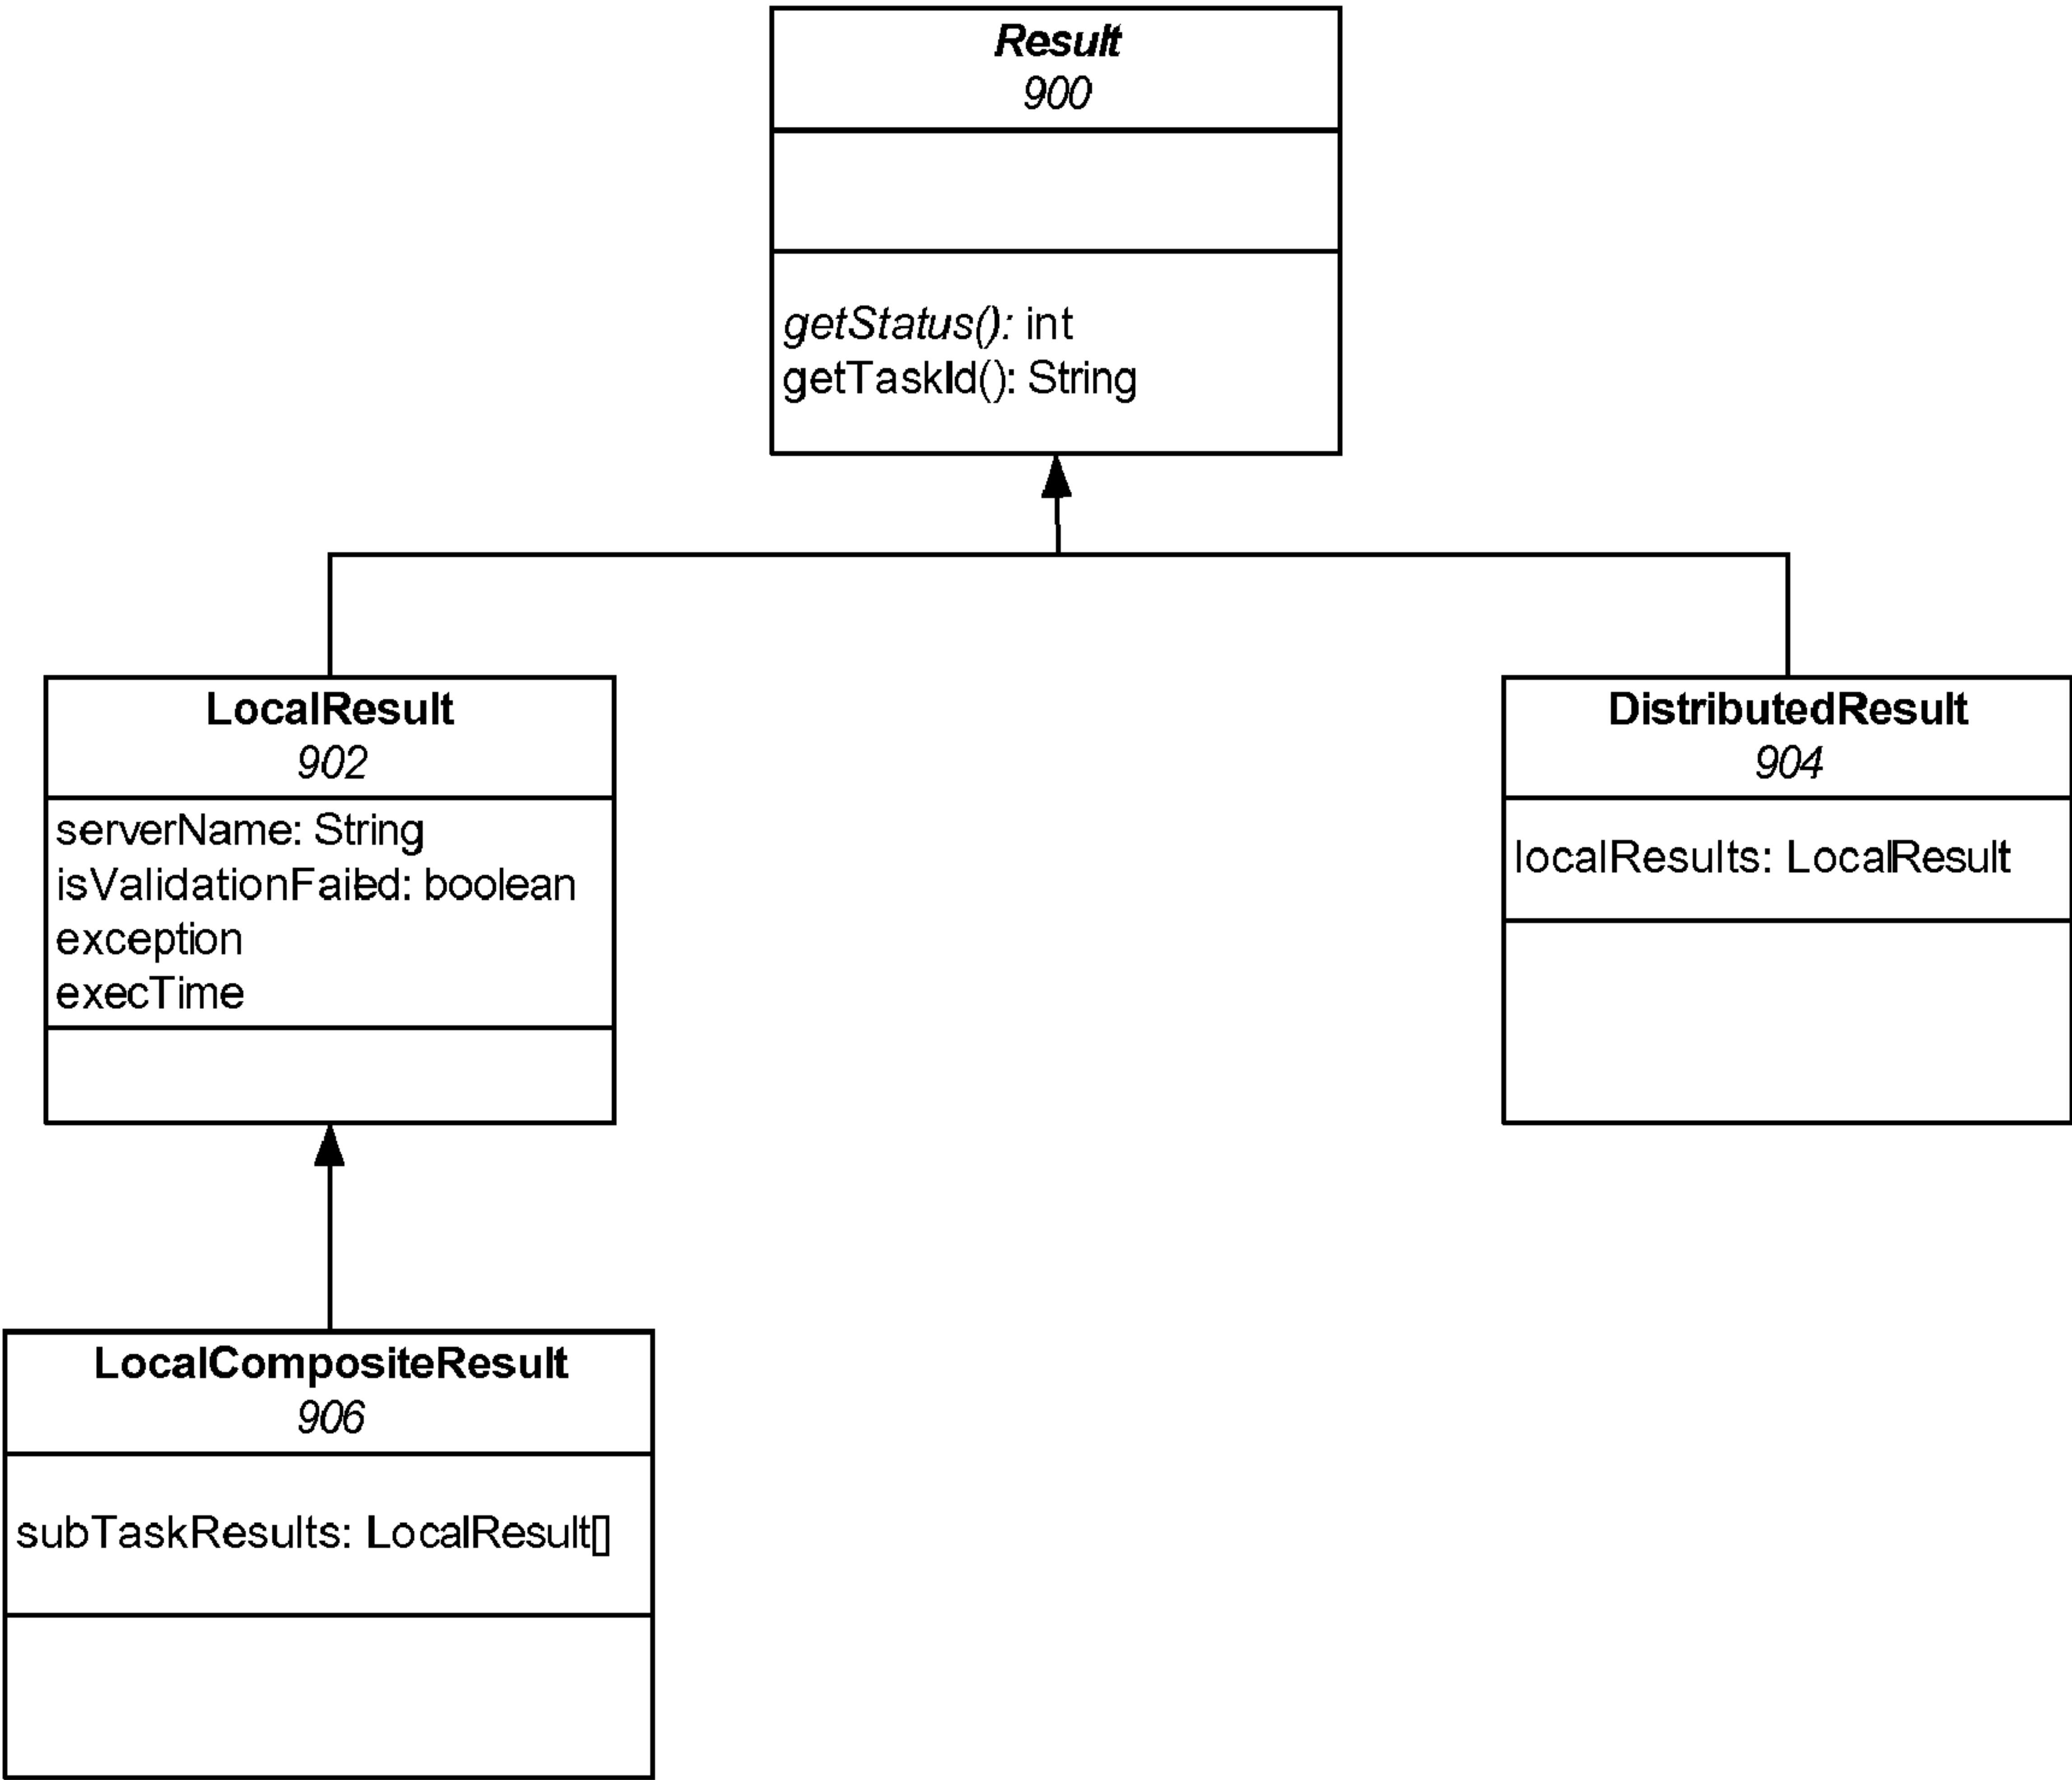 Result
900
getStatus(): int
getTaskId(): String
LocalResult
902
serverName: String
isValidationFailed: boolean
exception
execTime
DistributedResult
904
localResults: LocalResult
LocalCompositeResult
906
subTaskResults: LocalResult[]